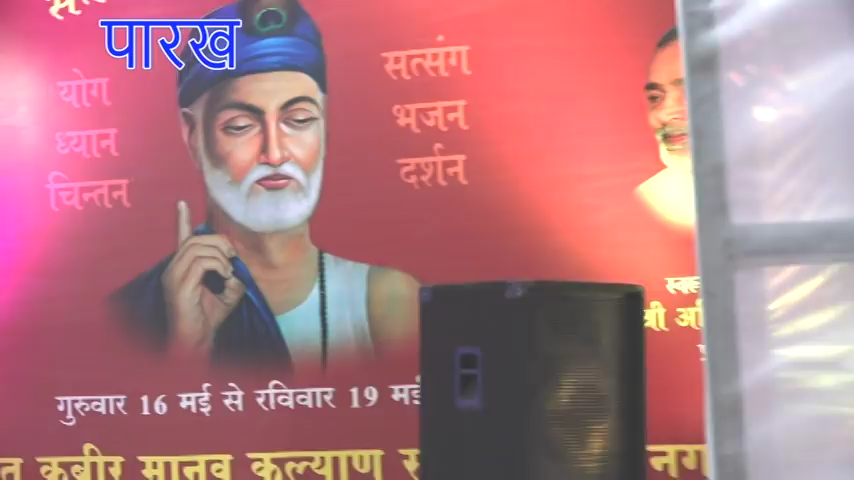 पारख
योग
ध्यान
चिन्तन
सत्संग
भजन
दर्शन
गुरुवार 16 मई से रविवार 19 मई
कबीर मानव कल्याण
श्री